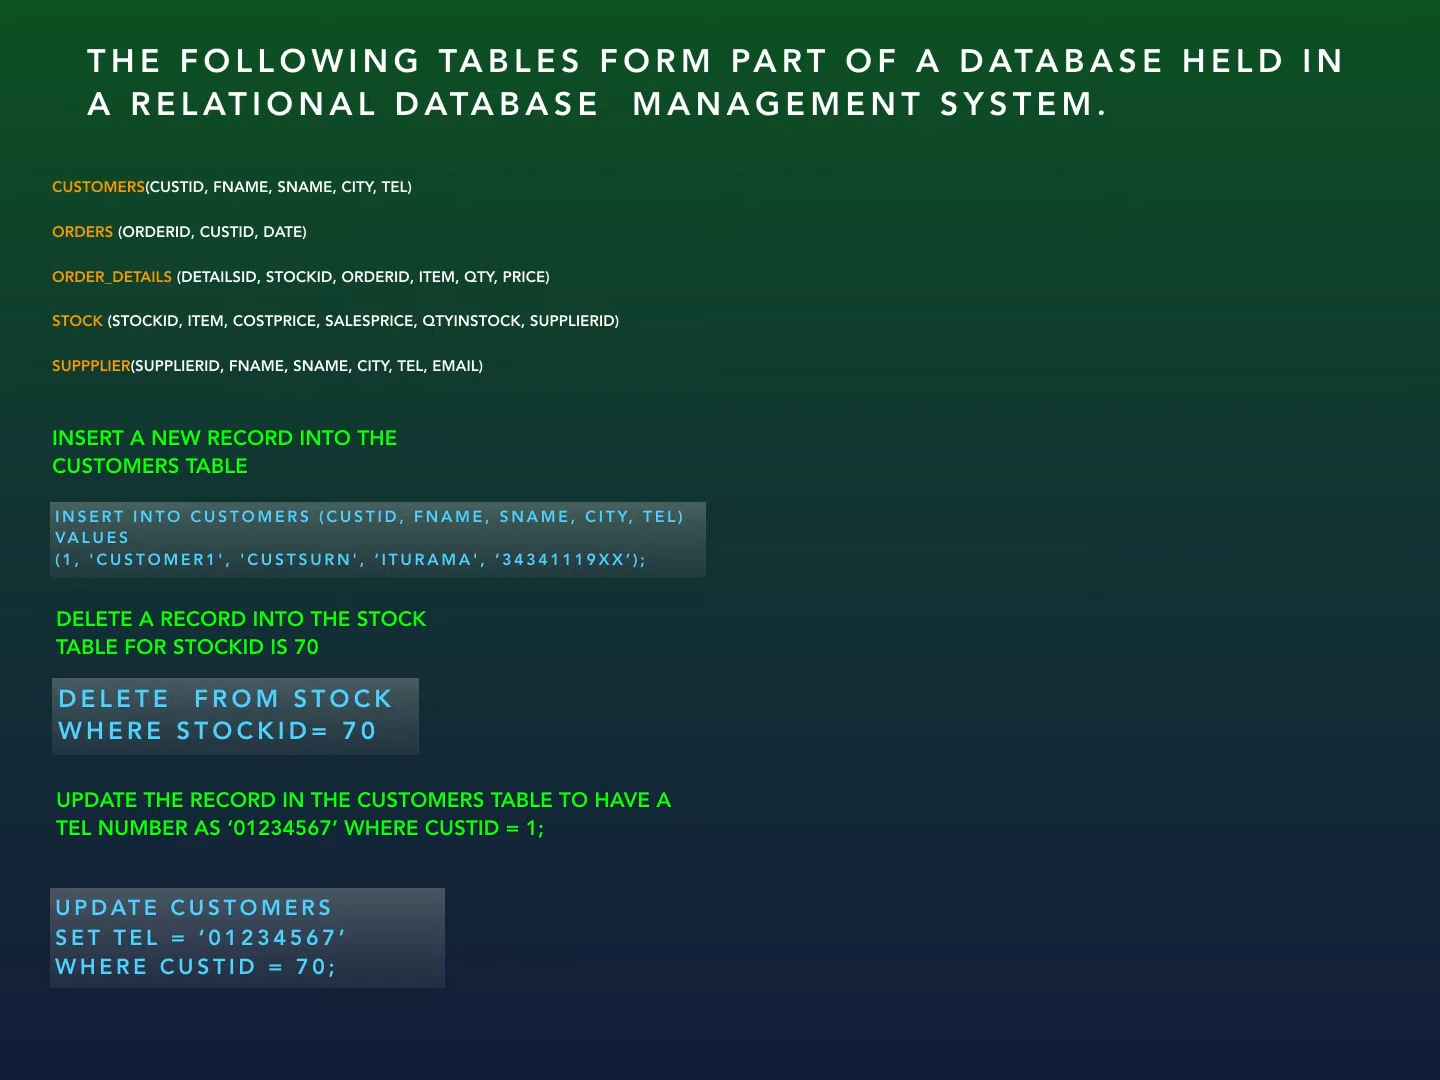 THE FOLLOWING TABLES FORM PART OF A DATABASE HELD IN
A RELATIONAL DATABASE  MANAGEMENT SYSTEM.
CUSTOMERS(CUSTID, FNAME, SNAME, CITY, TEL)
ORDERS (ORDERID, CUSTID, DATE)
ORDER_DETAILS (DETAILSID, STOCKID, ORDERID, ITEM, QTY, PRICE)
STOCK (STOCKID, ITEM, COSTPRICE, SALESPRICE, QTYINSTOCK, SUPPLIERID)
SUPPPLIER(SUPPLIERID, FNAME, SNAME, CITY, TEL, EMAIL)
INSERT A NEW RECORD INTO THE
CUSTOMERS TABLE
INSERT INTO CUSTOMERS (CUSTID, FNAME, SNAME, CITY, TEL)
VALUES
(1, 'CUSTOMER1', 'CUSTSURN', ‘ITURAMA', ‘34341119XX’);
DELETE A RECORD INTO THE STOCK
TABLE FOR STOCKID IS 70
DELETE  FROM STOCK
WHERE STOCKID= 70
UPDATE THE RECORD IN THE CUSTOMERS TABLE TO HAVE A
TEL NUMBER AS ‘01234567’ WHERE CUSTID = 1;
UPDATE CUSTOMERS
SET TEL = ‘01234567’
WHERE CUSTID = 70;